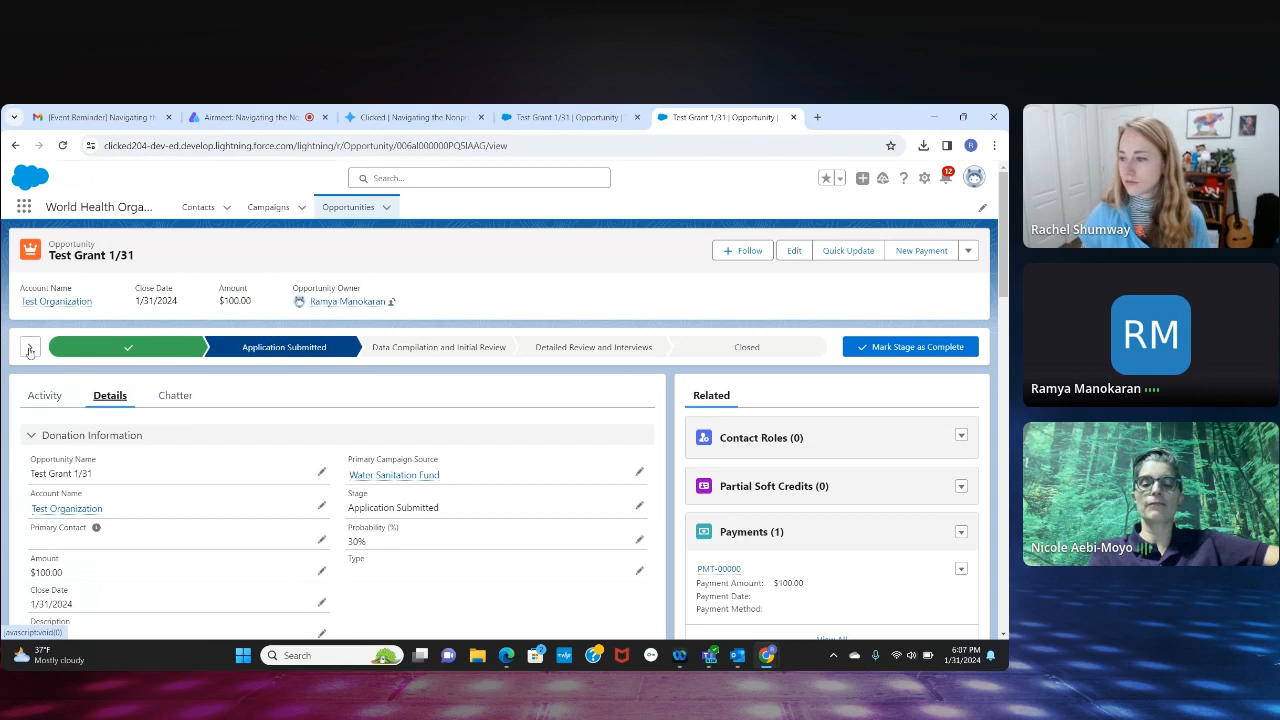 [Event Reminder] Navigating th
Airmeet: Navigating the No
Clicked | Navigating the Nonpr
Test Grant 1/31 | Opportunity |
Test Grant 1/31 | Opportunity |
clicked204-dev-ed.develop.lightning.force.com/lightning/r/Opportunity/006al000000PQSlAAG/view
R
Search...
12
World Health Orga...
Contacts
Campaigns
Opportunities
Opportunity
Test Grant 1/31
Follow
Edit
Quick Update
New Payment
Account Name
Close Date
Amount
Opportunity Owner
Test Organization
1/31/2024
$100.00
Ramya Manokaran
Application Submitted
Data Compilation and Initial Review
Detailed Review and Interviews
Closed
Mark Stage as Complete
Activity
Details
Chatter
Donation Information
Opportunity Name
Test Grant 1/31
Account Name
Test Organization
Primary Contact
Amount
$100.00
Close Date
1/31/2024
Description
Primary Campaign Source
Water Sanitation Fund
Stage
Application Submitted
Probability (%)
30%
Type
Related
Contact Roles (0)
Partial Soft Credits (0)
Payments (1)
PMT-00000
Payment Amount: $100.00
Payment Date:
Payment Method:
View All
javascript:void(0)
37°F
Mostly cloudy
Search
6:07 PM
1/31/2024
Rachel Shumway
RM
Ramya Manokaran
Nicole Aebi-Moyo